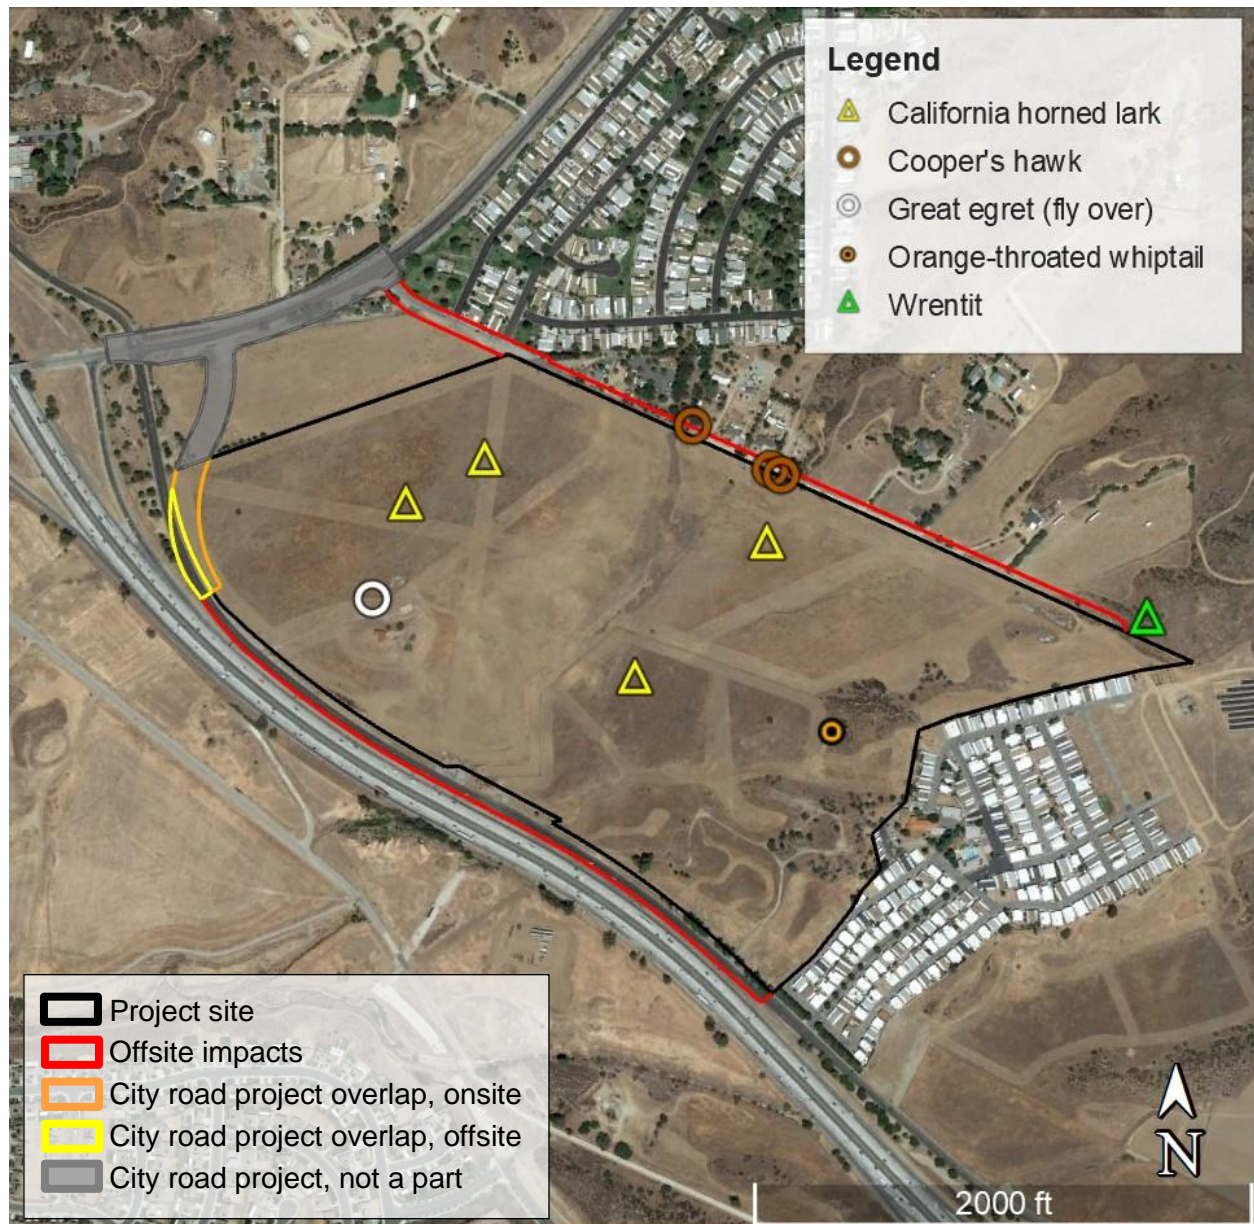 Legend
California horned lark
Cooper's hawk
Great egret (fly over)
Orange-throated whiptail
Wrentit
Project site
Offsite impacts
City road project overlap, onsite
City road project overlap, offsite
City road project, not a part
N
2000 ft